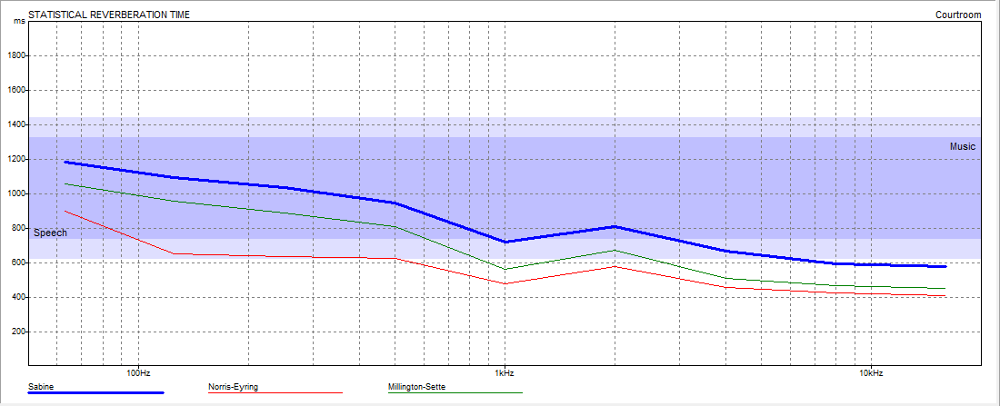 STATISTICAL REVERBERATION TIME
Courtroom
ms
1800
1600
1400
Music
1200
1000
800
Speech
600
400
200
100Hz 1kHz 10kHz
Sabine Norris-Eyring Millington-Sette